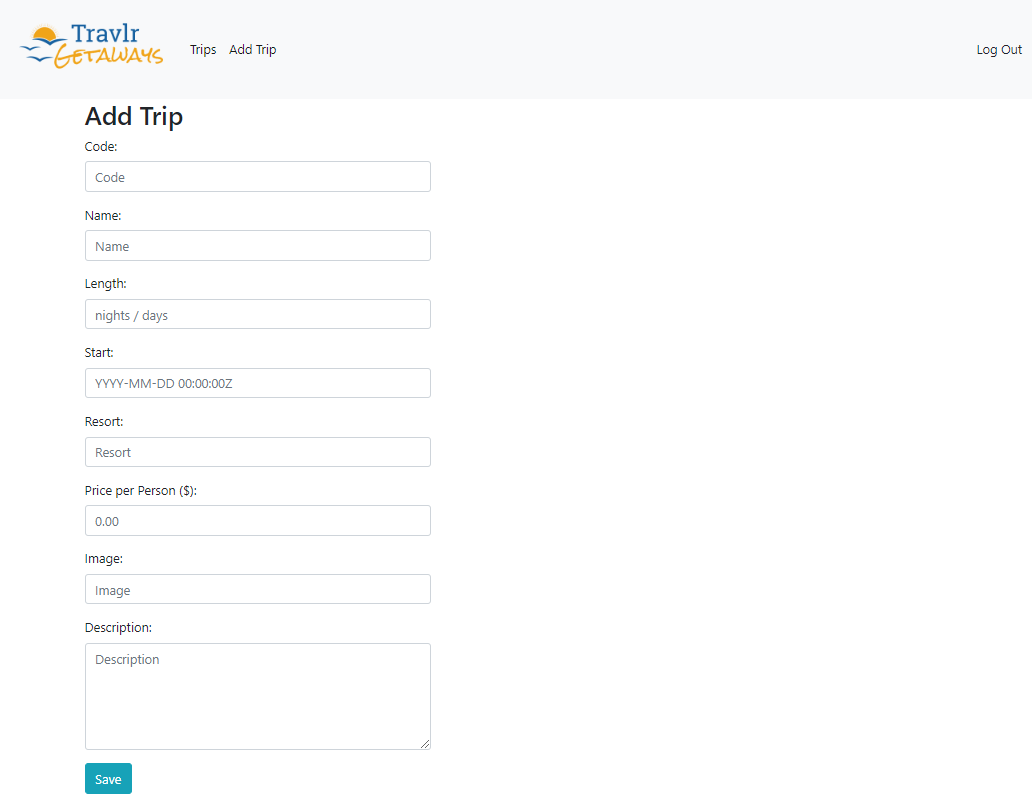 Travlr
GETAWAYS
Trips Add Trip Log Out
Add Trip
Code:
Code
Name:
Name
Length:
nights / days
Start:
YYYY-MM-DD 00:00:00Z
Resort:
Resort
Price per Person ($):
0.00
Image:
Image
Description:
Description
Save